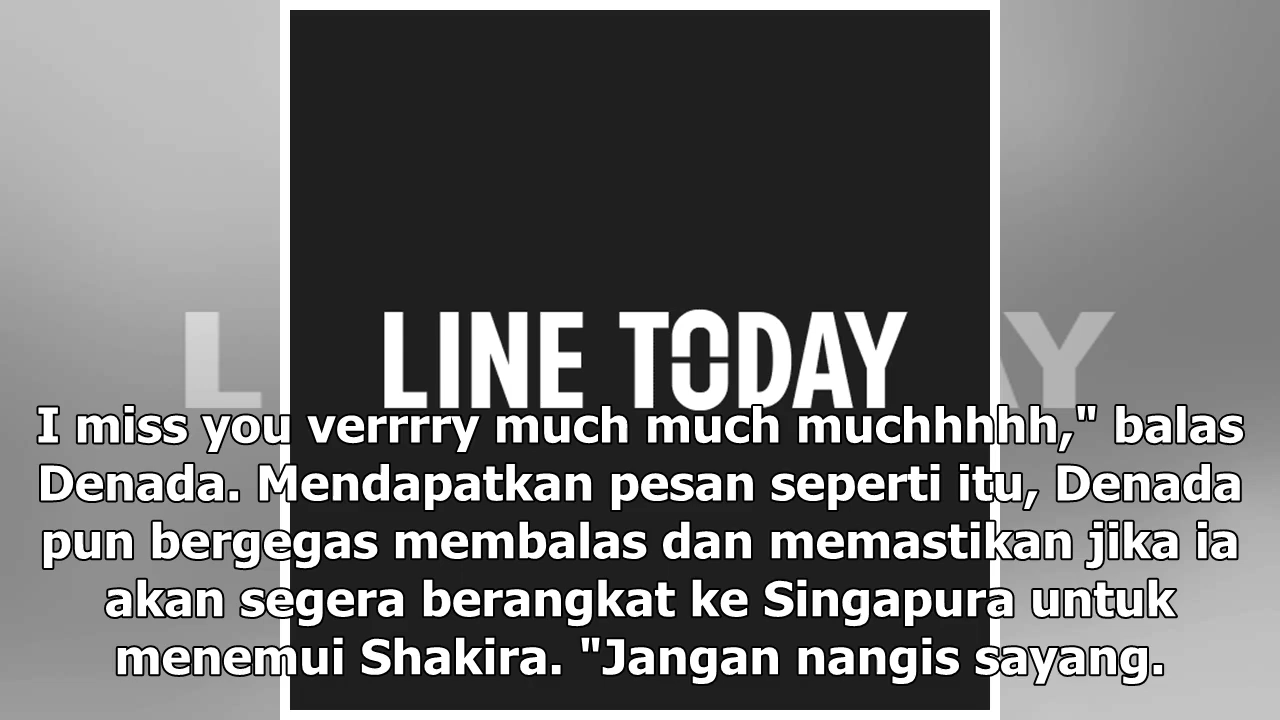 LINE TODAY
I miss you verrrrry much much muchhhhh," balas
Denada. Mendapatkan pesan seperti itu, Denada
pun bergegas membalas dan memastikan jika ia
akan segera berangkat ke Singapura untuk
menemui Shakira. "Jangan nangis sayang.